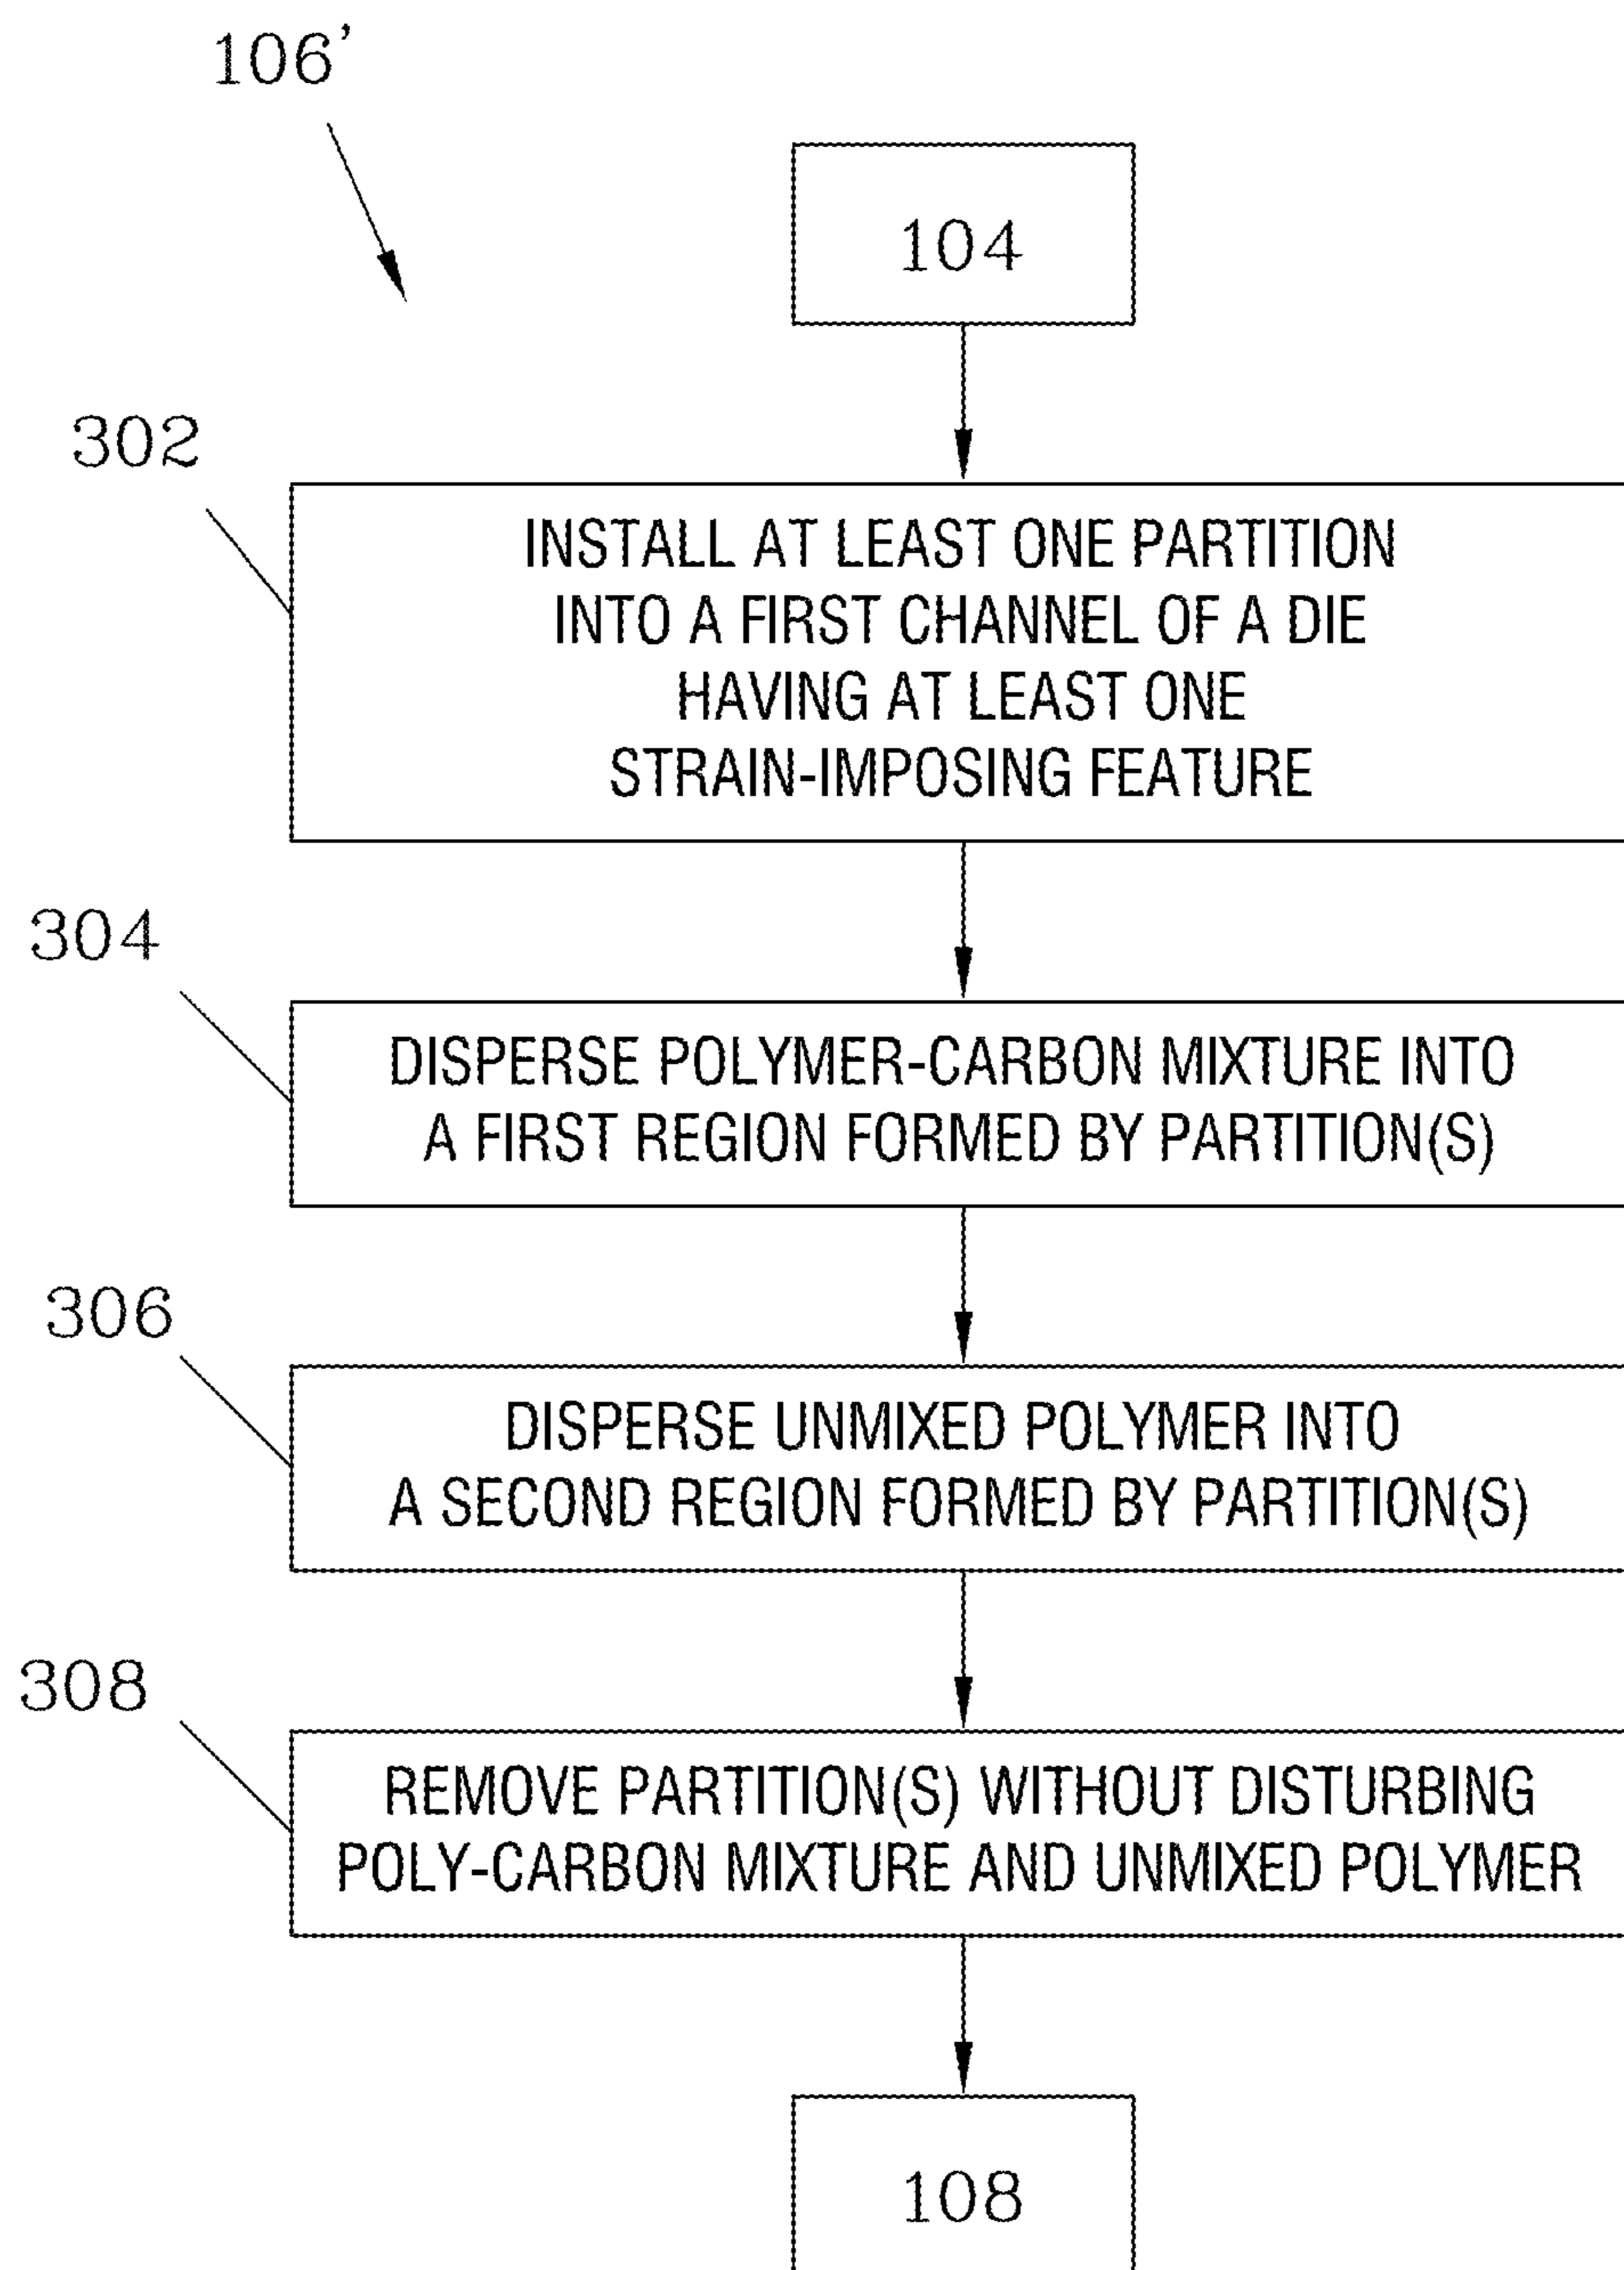 106’
104
302
INSTALL AT LEAST ONE PARTITION
INTO A FIRST CHANNEL OF A DIE
HAVING AT LEAST ONE
STRAIN-IMPOSING FEATURE
304
DISPERSE POLYMER-CARBON MIXTURE INTO
A FIRST REGION FORMED BY PARTITION(S)
306
DISPERSE UNMIXED POLYMER INTO
A SECOND REGION FORMED BY PARTITION(S)
308
REMOVE PARTITION(S) WITHOUT DISTURBING
POLY-CARBON MIXTURE AND UNMIXED POLYMER
108